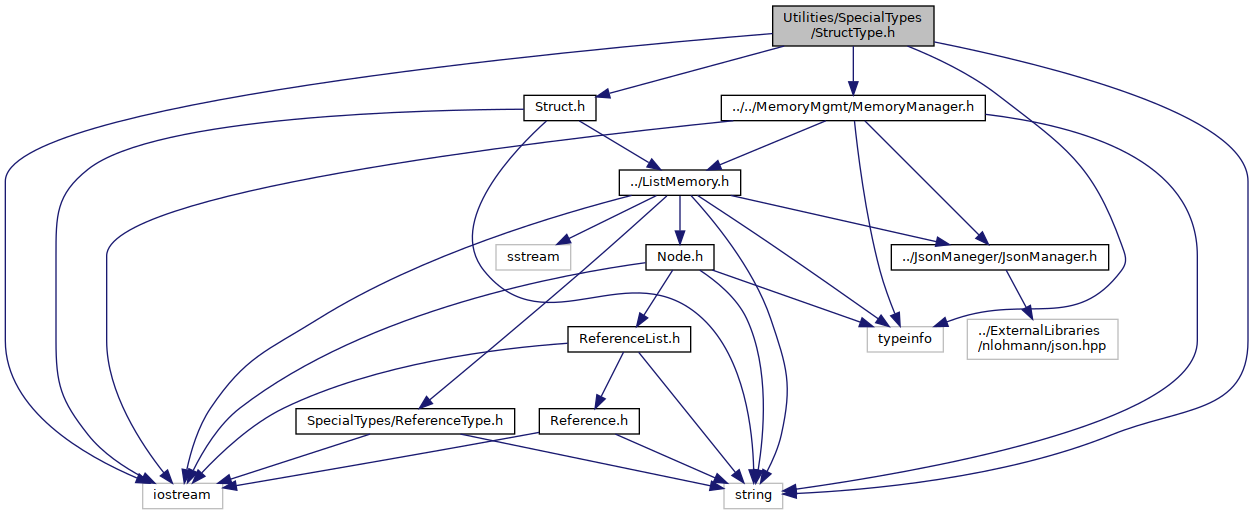 Utilities/SpecialTypes
/StructType.h
Struct.h
../../MemoryMgmt/MemoryManager.h
../ListMemory.h
sstream
Node.h
../JsonManeger/JsonManager.h
ReferenceList.h
typeinfo
../ExternalLibraries
/nlohmann/json.hpp
SpecialTypes/ReferenceType.h
Reference.h
iostream
string